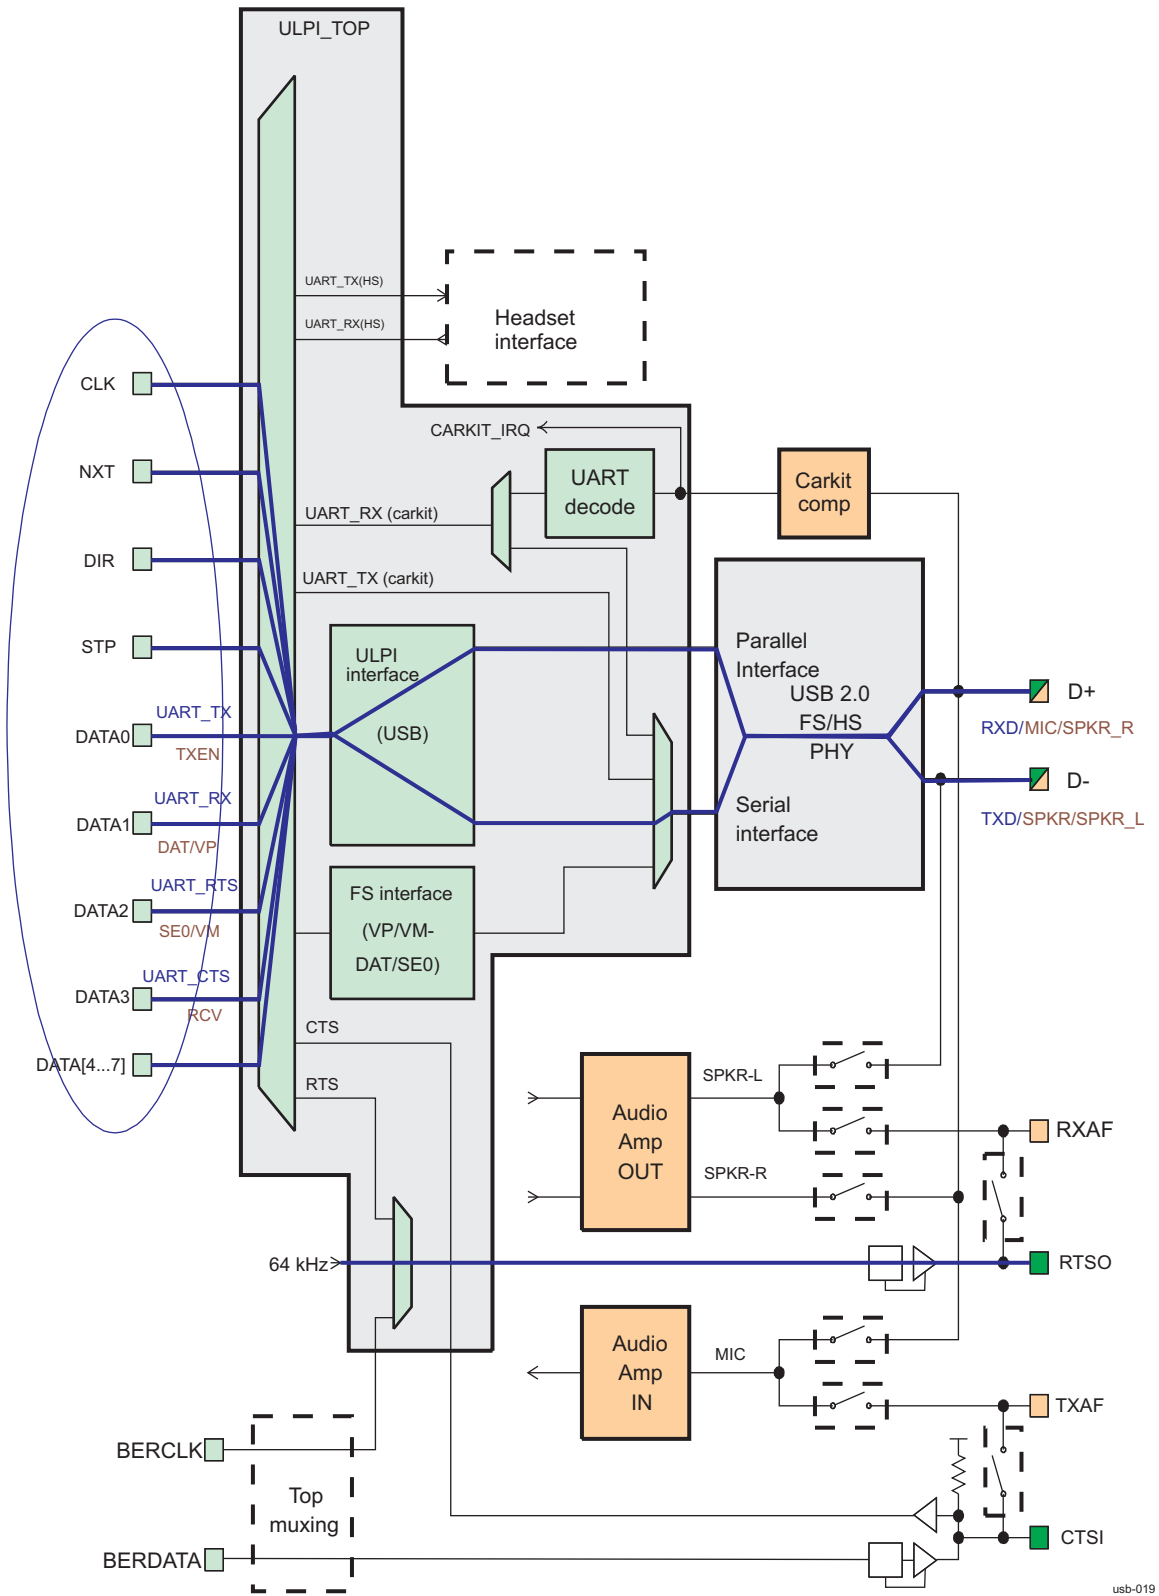 ULPI_TOP
UART_TX(HS)
UART_RX(HS)
Headset
interface
CLK
NXT
DIR
STP
UART_TX
DATA0
TXEN
UART_RX
DATA1
DAT/VP
UART_RTS
DATA2
SE0/VM
UART_CTS
DATA3
RCV
DATA[4...7]
CARKIT_IRQ
UART
decode
Carkit
comp
UART_RX (carkit)
UART_TX (carkit)
ULPI
interface
(USB)
Parallel
Interface
USB 2.0
FS/HS
PHY
Serial
interface
D+
RXD/MIC/SPKR_R
D-
TXD/SPKR/SPKR_L
FS interface
(VP/VM-
DAT/SE0)
CTS
RTS
SPKR-L
Audio
Amp
OUT
SPKR-R
RXAF
64 kHz
RTSO
Audio
Amp
IN
MIC
TXAF
BERCLK
Top
muxing
CTSI
BERDATA
usb-019